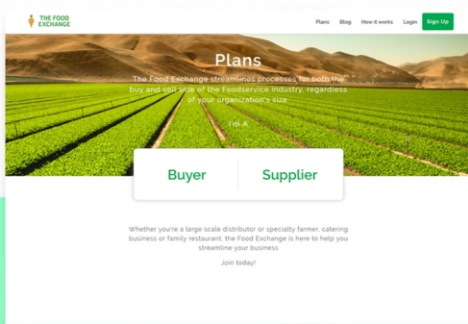 THE FOOD
EXCHANGE
Plans Blog How it works Login Sign Up
Plans
The Food Exchange streamlines processes for both the
buy and sell side of the Foodservice industry, regardless
of your organization's size.
I'm A
Buyer Supplier
Whether you're a large scale distributor or specialty farmer, catering
business or family restaurant, the Food Exchange is here to help you
streamline your business
Join today!